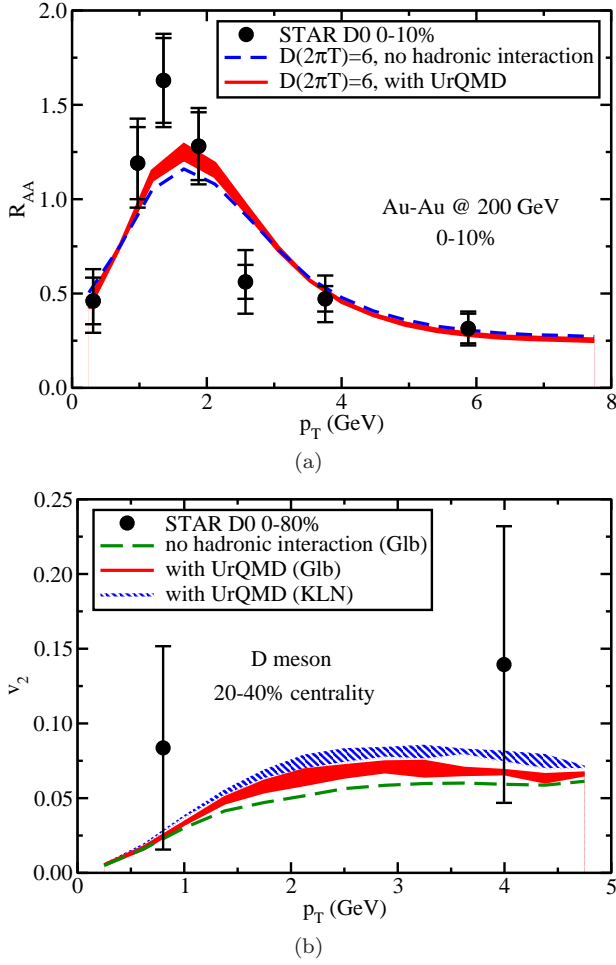 STAR D0 0-10%
D(2πT)=6, no hadronic interaction
D(2πT)=6, with UrQMD
2.0
1.5
1.0
0.5
0.0
R_AA
Au-Au @ 200 GeV
0-10%
0 2 4 6 8
p_T (GeV)
(a)
0.25
0.20
0.15
0.10
0.05
0.00
v_2
STAR D0 0-80%
no hadronic interaction (Glb)
with UrQMD (Glb)
with UrQMD (KLN)
D meson
20-40% centrality
0 1 2 3 4 5
p_T (GeV)
(b)